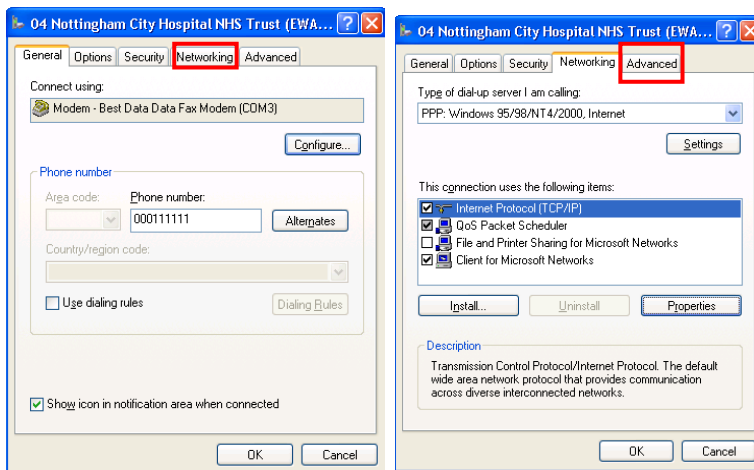 04 Nottingham City Hospital NHS Trust (EWA...
General Options Security Networking Advanced
Connect using:
Modem - Best Data Data Fax Modem (COM3)
Configure...
Phone number
Area code: Phone number:
000111111 Alternates
Country/region code:
Use dialing rules Dialing Rules
Show icon in notification area when connected
OK Cancel
04 Nottingham City Hospital NHS Trust (EWA...
General Options Security Networking Advanced
Type of dial-up server I am calling:
PPP: Windows 95/98/NT4/2000, Internet
Settings
This connection uses the following items:
Internet Protocol (TCP/IP)
QoS Packet Scheduler
File and Printer Sharing for Microsoft Networks
Client for Microsoft Networks
Install... Uninstall Properties
Description
Transmission Control Protocol/Internet Protocol. The default
wide area network protocol that provides communication
across diverse interconnected networks.
OK Cancel